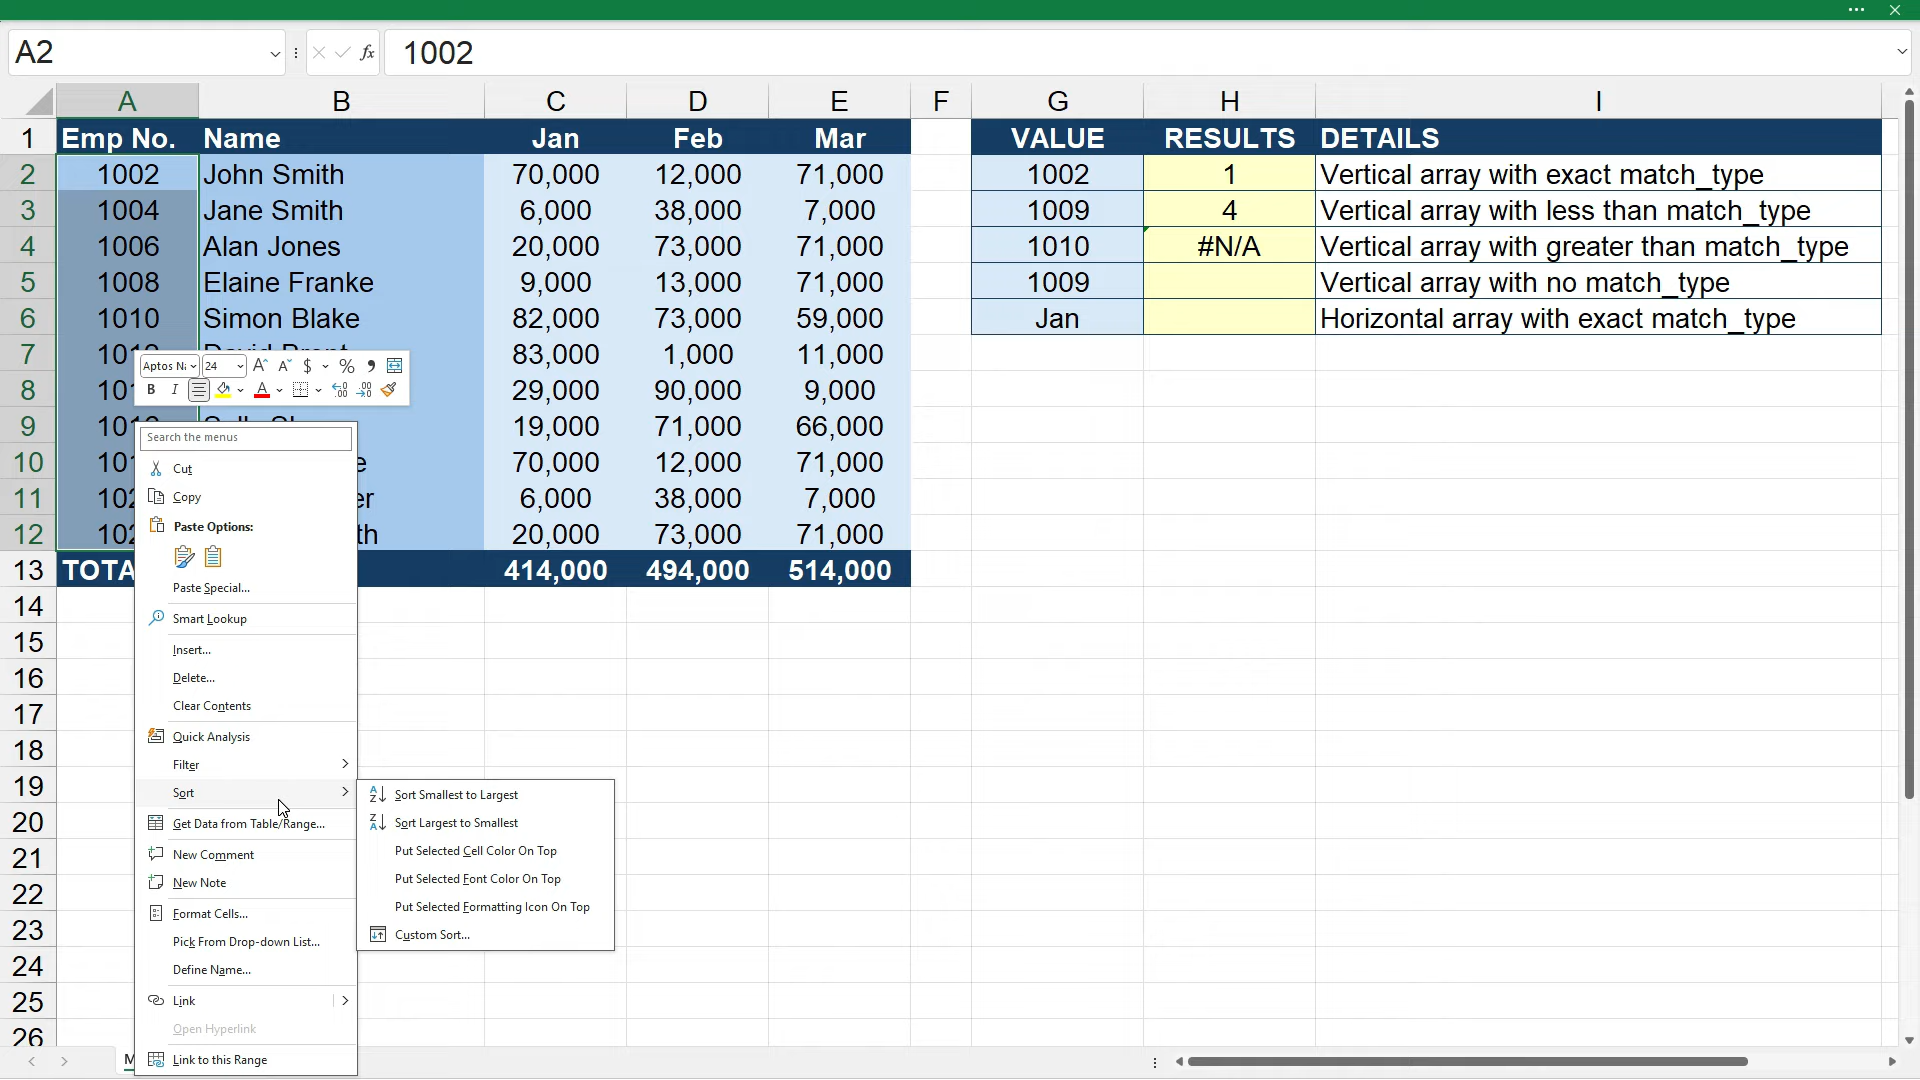 A2 fx 1002
A B C D E F G H I
1 Emp No. Name Jan Feb Mar VALUE RESULTS DETAILS
2 1002 John Smith 70,000 12,000 71,000 1002 1 Vertical array with exact match_type
3 1004 Jane Smith 6,000 38,000 7,000 1009 4 Vertical array with less than match_type
4 1006 Alan Jones 20,000 73,000 71,000 1010 #N/A Vertical array with greater than match_type
5 1008 Elaine Franke 9,000 13,000 71,000 1009 Vertical array with no match_type
6 1010 Simon Blake 82,000 73,000 59,000 Jan Horizontal array with exact match_type
7 83,000 1,000 11,000
Aptos Na 24 A A $ % ,
8 29,000 90,000 9,000
B I A .00 .00
9 19,000 71,000 66,000
Search the menus
10 e 70,000 12,000 71,000
Cut
11 er 6,000 38,000 7,000
Copy
12 th 20,000 73,000 71,000
Paste Options:
13 TOTA 414,000 494,000 514,000
Paste Special...
14
Smart Lookup
15
Insert...
16
Delete...
17
Clear Contents
18
Quick Analysis
Filter
19
Sort Sort Smallest to Largest
20
Get Data from Table/Range... Sort Largest to Smallest
21
New Comment Put Selected Cell Color On Top
22
New Note Put Selected Font Color On Top
Format Cells... Put Selected Formatting Icon On Top
23
Pick From Drop-down List... Custom Sort...
24
Define Name...
25
Link
Open Hyperlink
26
M
Link to this Range